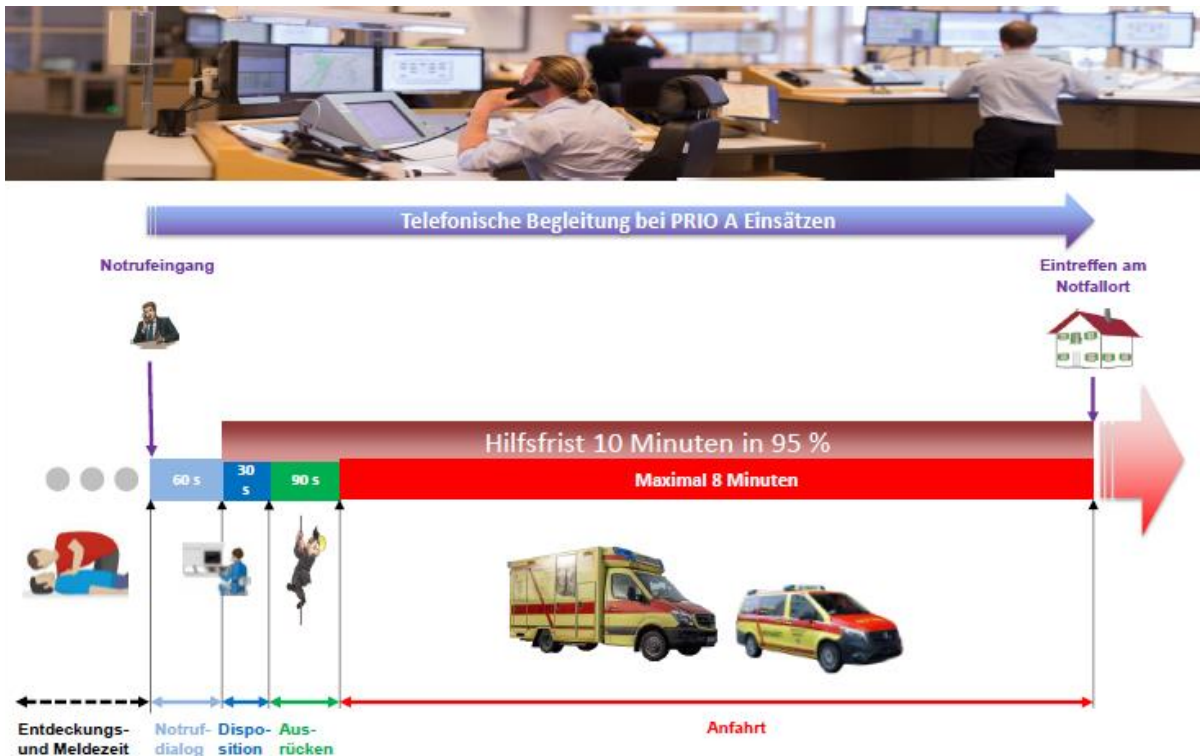 Telefonische Begleitung bei PRIO A Einsätzen
Notrufeingang
Eintreffen am
Notfallort
Hilfsfrist 10 Minuten in 95 %
60 s
30
s
90 s
Maximal 8 Minuten
Entdeckungs-
und Meldezeit
Notruf-
dialog
Dispo-
sition
Aus-
rücken
Anfahrt